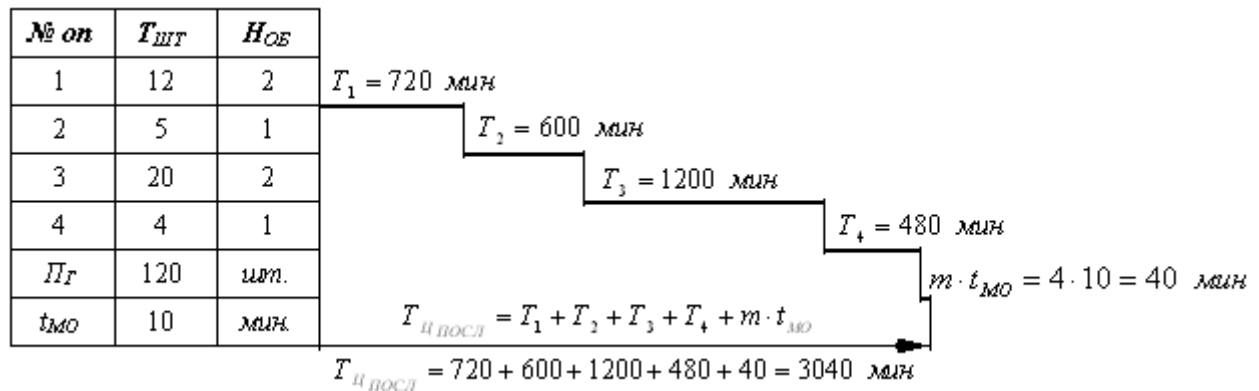 № оп Т_ШТ Н_ОБ
1 12 2
2 5 1
3 20 2
4 4 1
П_Г 120 шт.
t_МО 10 мин.
T_1 = 720 мин
T_2 = 600 мин
T_3 = 1200 мин
T_4 = 480 мин
m · t_МО = 4 · 10 = 40 мин
T_Ц ПОСЛ = T_1 + T_2 + T_3 + T_4 + m · t_МО
T_Ц ПОСЛ = 720 + 600 + 1200 + 480 + 40 = 3040 мин